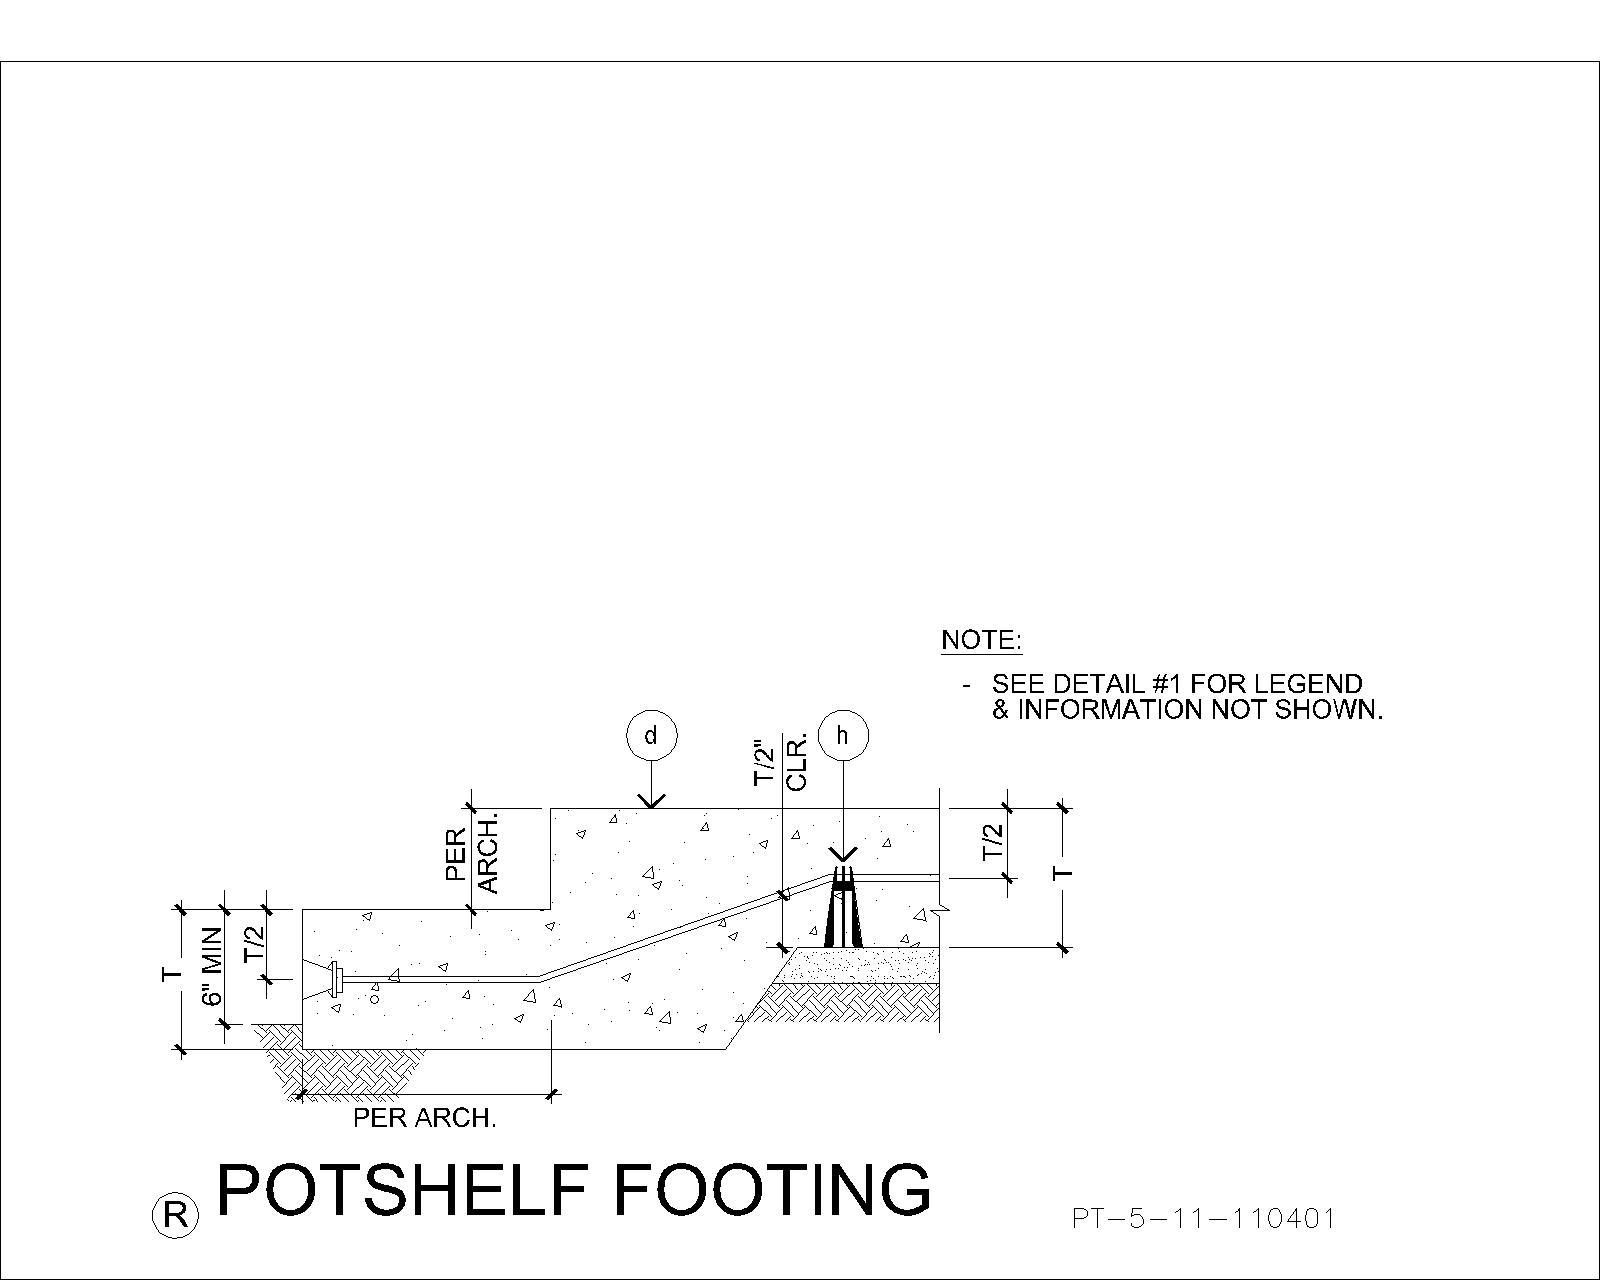 NOTE:
- SEE DETAIL #1 FOR LEGEND
& INFORMATION NOT SHOWN.
d
h
T/2"
CLR.
PER
ARCH.
T/2
T
T
6" MIN
T/2
PER ARCH.
R POTSHELF FOOTING
PT-5-11-110401